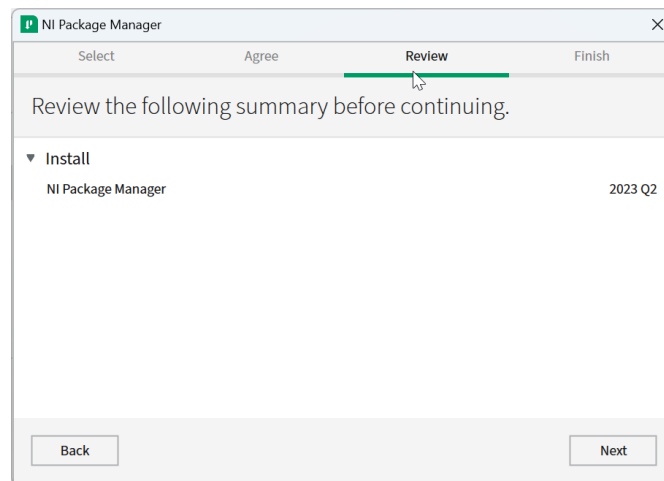 NI Package Manager
Select Agree Review Finish
Review the following summary before continuing.
Install
NI Package Manager 2023 Q2
Back Next